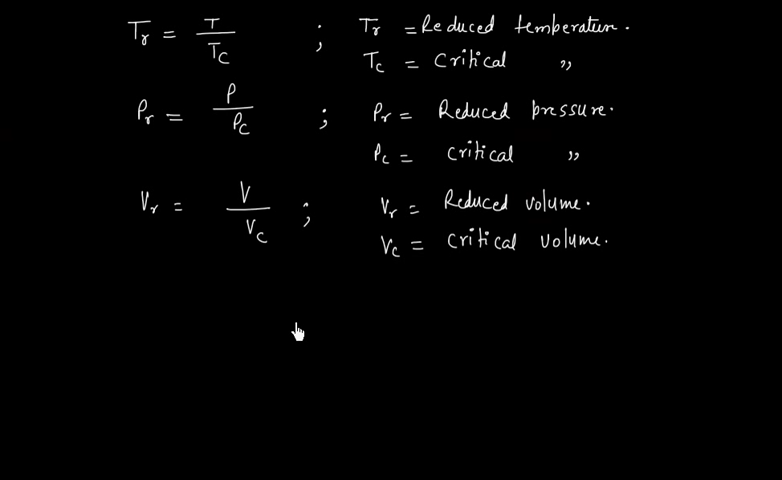 Tr = T / Tc ; Tr = Reduced temperature.
Tc = Critical ,,
Pr = P / Pc ; Pr = Reduced pressure.
Pc = critical ,,
Vr = V / Vc ; Vr = Reduced volume.
Vc = critical volume.